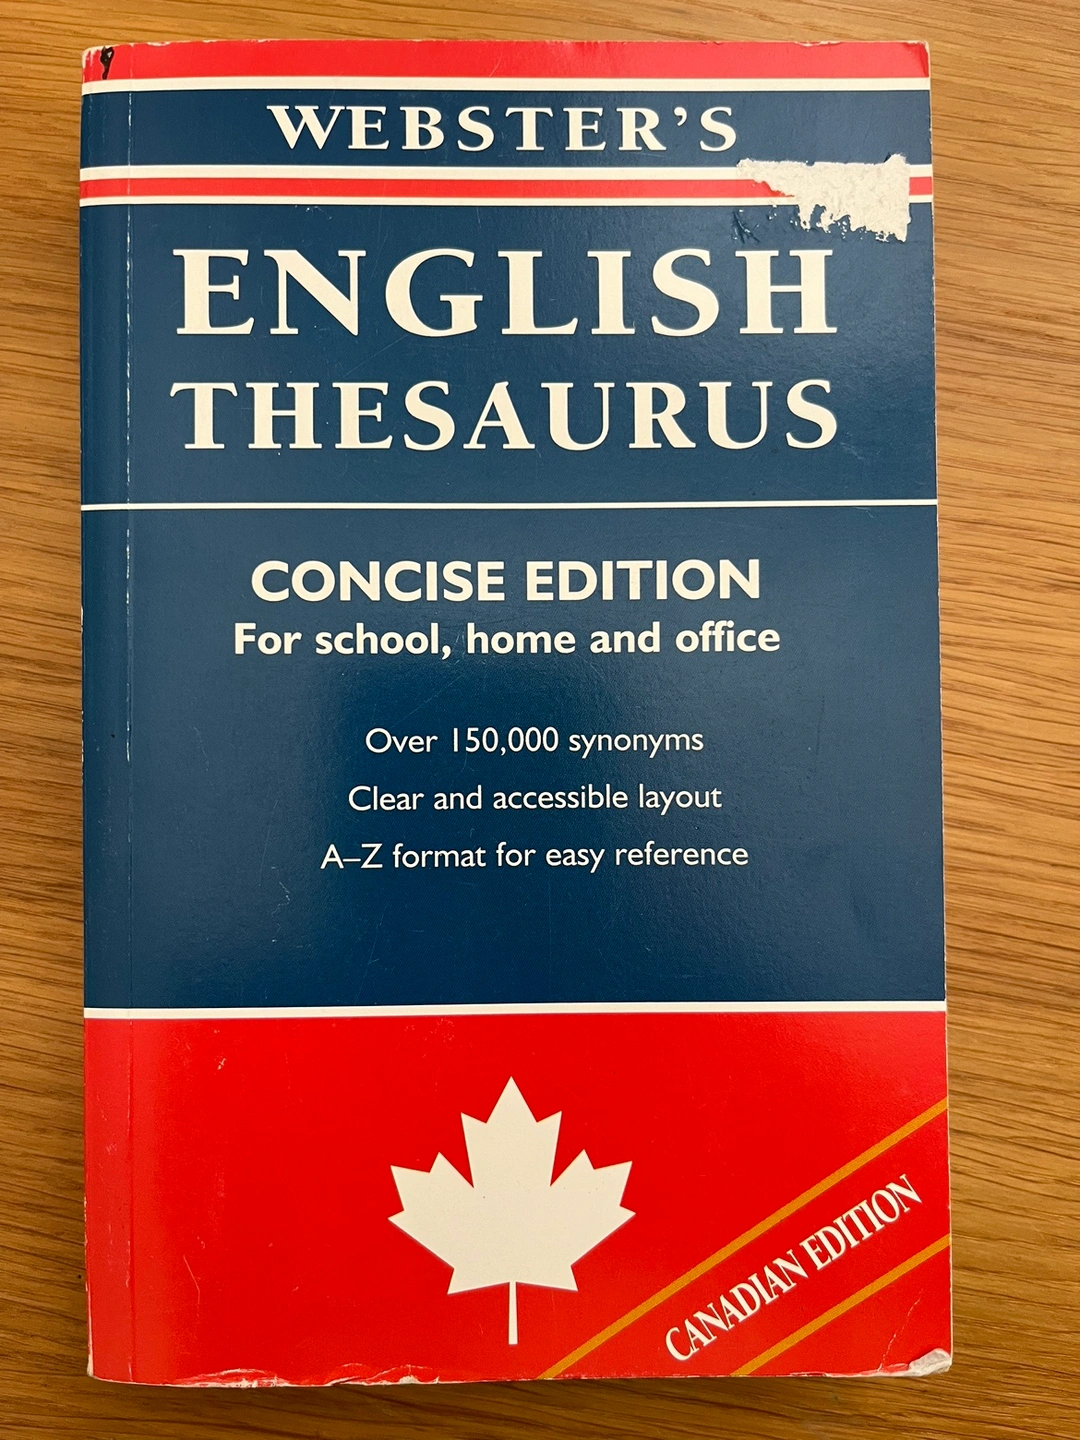 WEBSTER'S
ENGLISH
THESAURUS
CONCISE EDITION
For school, home and office
Over 150,000 synonyms
Clear and accessible layout
A–Z format for easy reference
CANADIAN EDITION